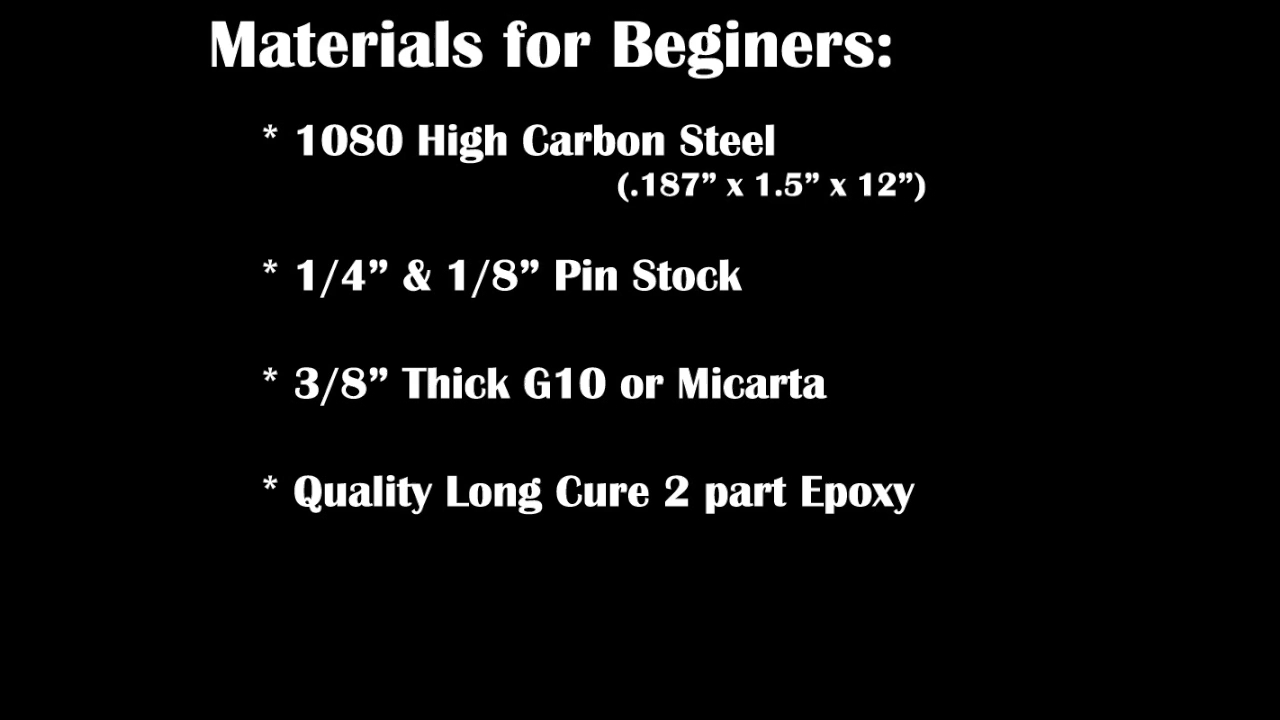 Materials for Beginers:
* 1080 High Carbon Steel
(.187” x 1.5” x 12”)
* 1/4” & 1/8” Pin Stock
* 3/8” Thick G10 or Micarta
* Quality Long Cure 2 part Epoxy